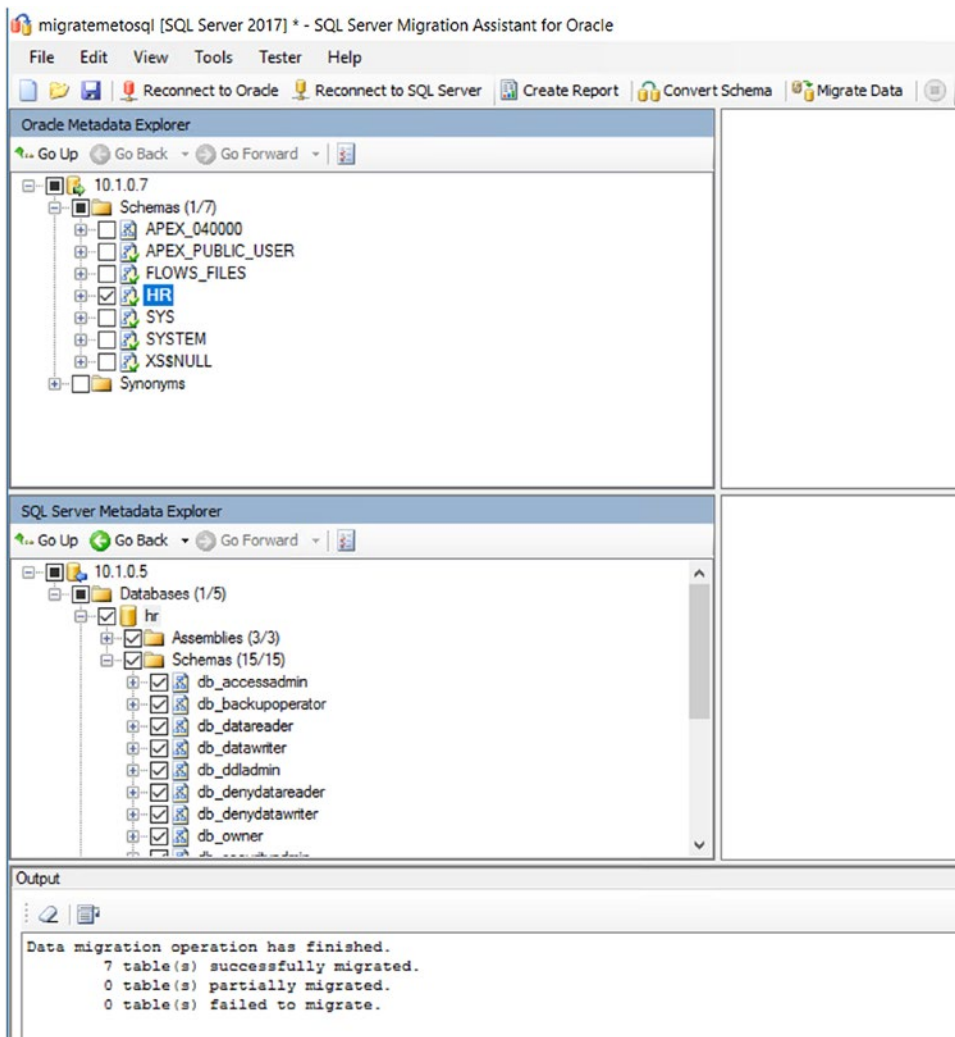 migratemetosql [SQL Server 2017] * - SQL Server Migration Assistant for Oracle
File Edit View Tools Tester Help
Reconnect to Oracle Reconnect to SQL Server Create Report Convert Schema Migrate Data
Oracle Metadata Explorer
Go Up Go Back Go Forward
10.1.0.7
Schemas (1/7)
APEX_040000
APEX_PUBLIC_USER
FLOWS_FILES
HR
SYS
SYSTEM
XS$NULL
Synonyms
SQL Server Metadata Explorer
Go Up Go Back Go Forward
10.1.0.5
Databases (1/5)
hr
Assemblies (3/3)
Schemas (15/15)
db_accessadmin
db_backupoperator
db_datareader
db_datawriter
db_ddladmin
db_denydatareader
db_denydatawriter
db_owner
Output
Data migration operation has finished.
7 table(s) successfully migrated.
0 table(s) partially migrated.
0 table(s) failed to migrate.